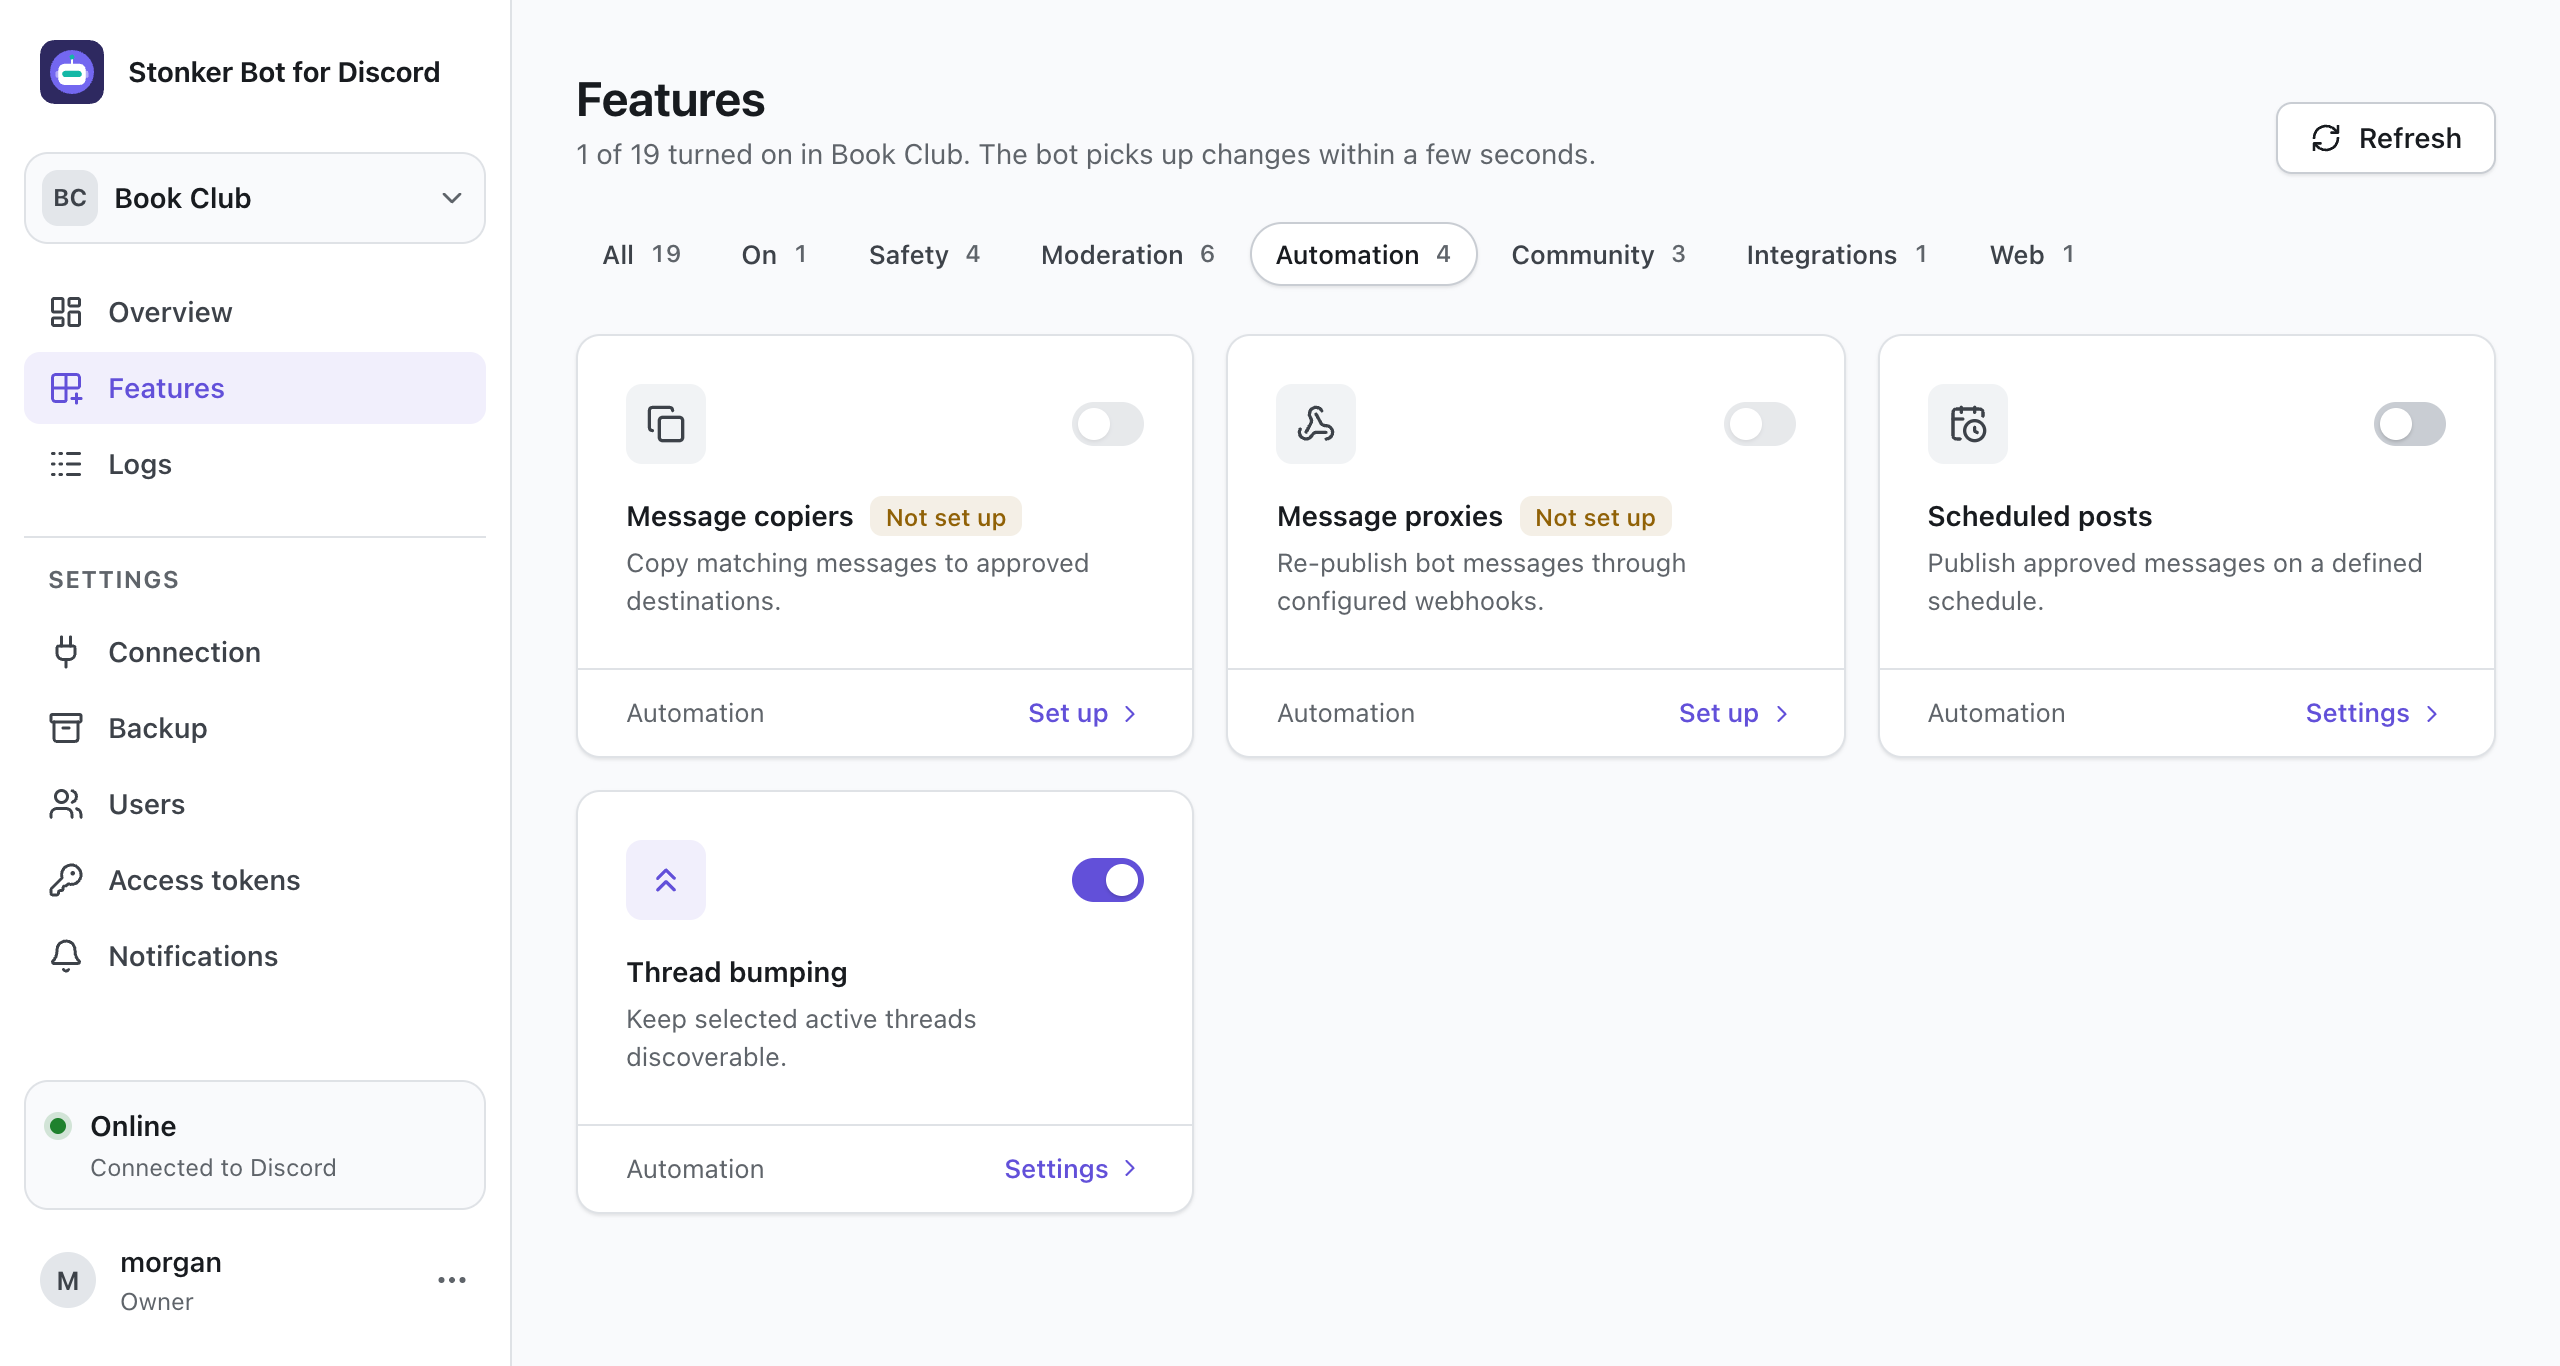 Stonker Bot for Discord
BC
Book Club
Overview
Features
Logs
SETTINGS
Connection
Backup
Users
Access tokens
Notifications
Online
Connected to Discord
M
morgan
Owner
Features
1 of 19 turned on in Book Club. The bot picks up changes within a few seconds.
Refresh
All 19
On 1
Safety 4
Moderation 6
Automation 4
Community 3
Integrations 1
Web 1
Message copiers
Not set up
Copy matching messages to approved
destinations.
Automation
Set up
Message proxies
Not set up
Re-publish bot messages through
configured webhooks.
Automation
Set up
Scheduled posts
Publish approved messages on a defined
schedule.
Automation
Settings
Thread bumping
Keep selected active threads
discoverable.
Automation
Settings